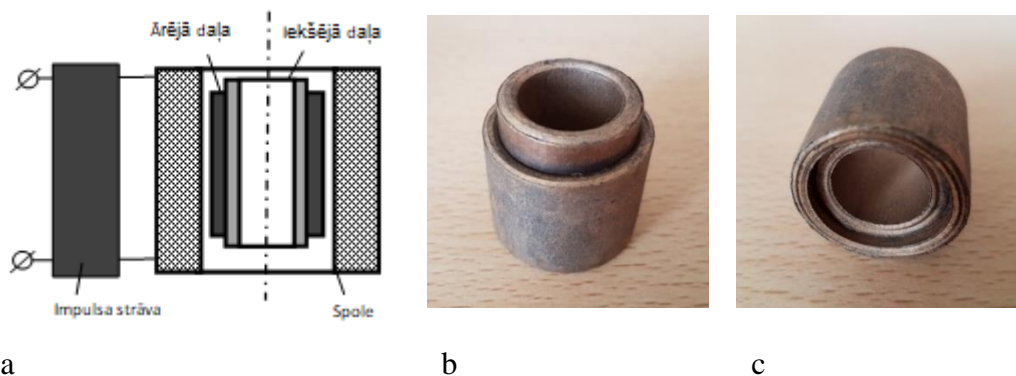 Ārējā daļa
Iekšējā daļa
Impulsa strāva
Spole
a b c